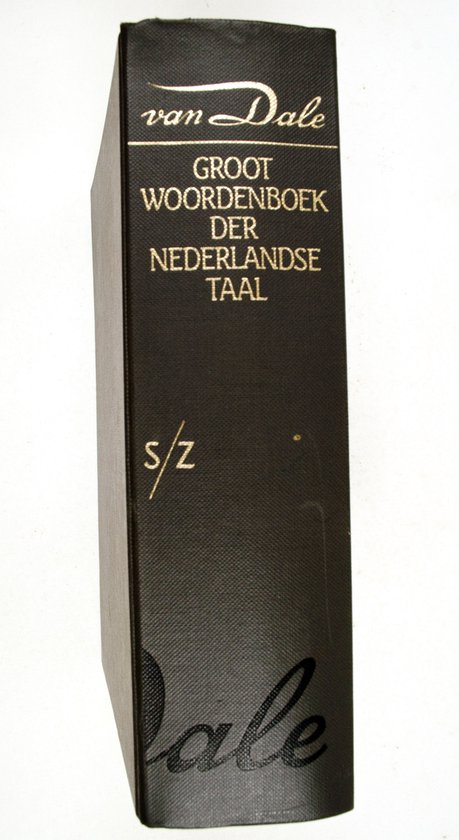 van Dale
GROOT
WOORDENBOEK
DER
NEDERLANDSE
TAAL
S/Z
Dale